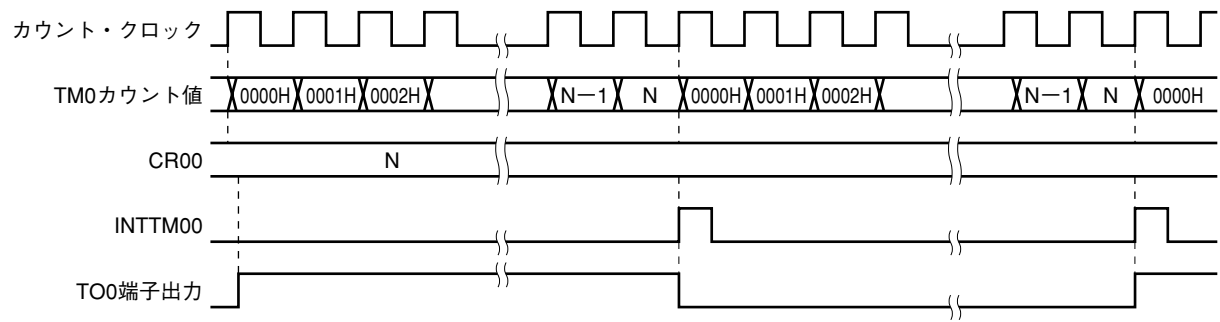 カウント・クロック
TM0カウント値 0000H 0001H 0002H N－1 N 0000H 0001H 0002H N－1 N 0000H
CR00 N
INTTM00
TO0端子出力